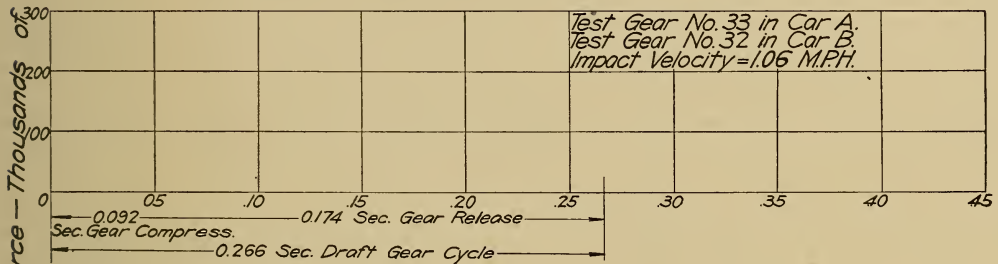 300
Test Gear No. 33 in Car A.
Test Gear No. 32 in Car B.
Impact Velocity = 1.06 M.P.H.
200
100
0 05 .10 .15 .20 .25 .30 .35 .40 .45
0.092 0.174 Sec. Gear Release
Sec. Gear Compress.
0.266 Sec. Draft Gear Cycle
Thousands of